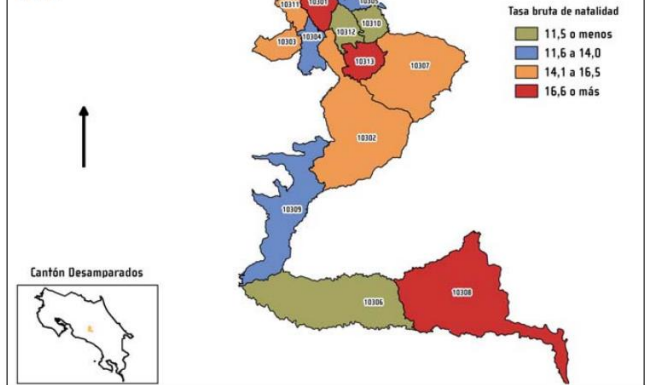 Tasa bruta de natalidad
11,5 o menos
11,6 a 14,0
14,1 a 16,5
16,6 o más
10311
10301
10305
10310
10312
10304
10303
10313
10307
10302
10309
10306
10308
Cantón Desamparados